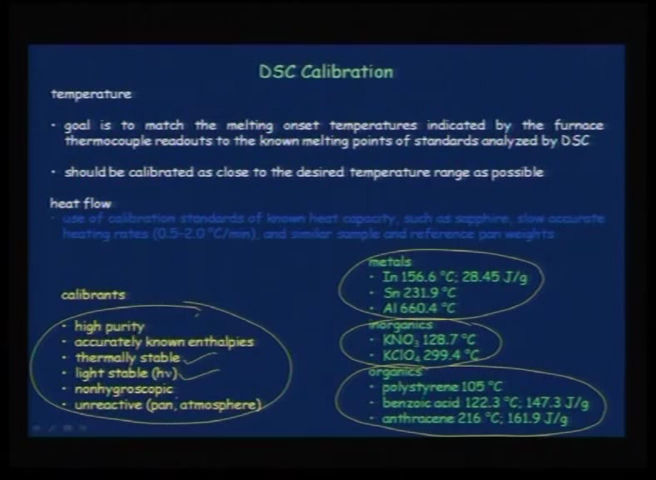 DSC Calibration
temperature
• goal is to match the melting onset temperatures indicated by the furnace
thermocouple readouts to the known melting points of standards analyzed by DSC
• should be calibrated as close to the desired temperature range as possible
heat flow
• use of calibration standards of known heat capacity, such as sapphire, slow accurate
heating rates (0.5-2.0 °C/min), and similar sample and reference pan weights
calibrants
• high purity
• accurately known enthalpies
• thermally stable
• light stable (hν)
• nonhygroscopic
• unreactive (pan, atmosphere)
metals
• In 156.6 °C; 28.45 J/g
• Sn 231.9 °C
• Al 660.4 °C
inorganics
• KNO₃ 128.7 °C
• KClO₄ 299.4 °C
organics
• polystyrene 105 °C
• benzoic acid 122.3 °C; 147.3 J/g
• anthracene 216 °C; 161.9 J/g